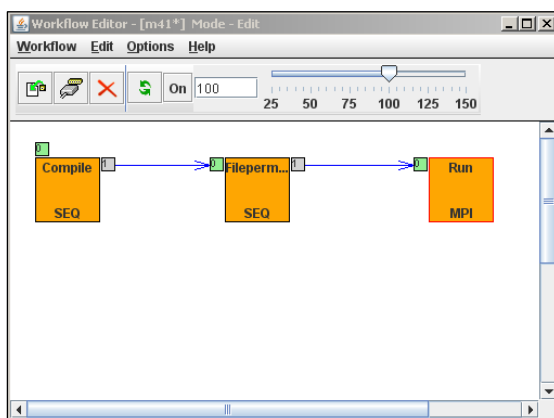 Workflow Editor - [m41*] Mode - Edit
Workflow Edit Options Help
On 100
25 50 75 100 125 150
0
Compile 1 0 Fileperm... 1 0 Run
SEQ SEQ MPI